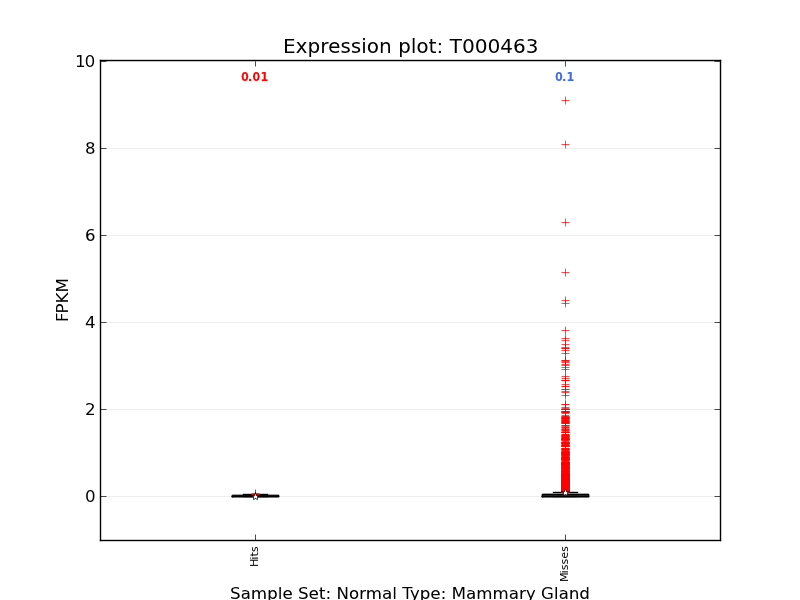 Expression plot: T000463
10
0.01
0.1
8
6
FPKM
4
2
0
Hits
Misses
Sample Set: Normal Type: Mammary Gland